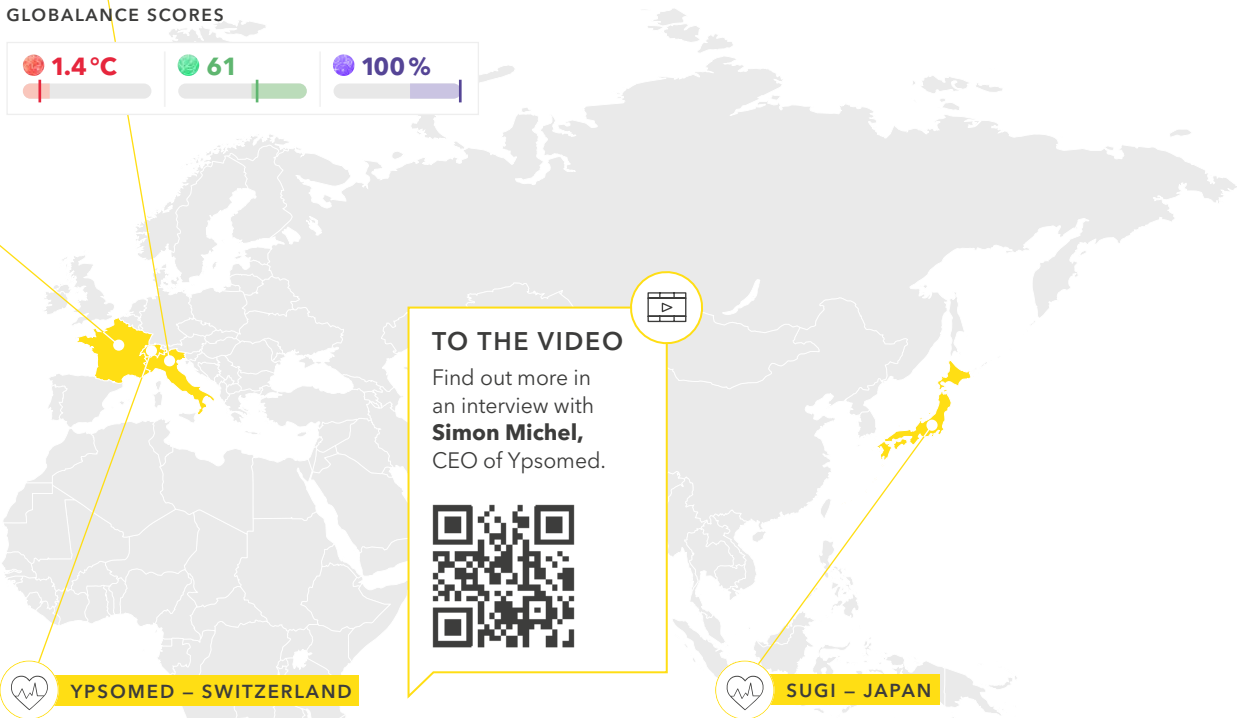 GLOBALANCE SCORES
1.4 °C 61 100 %
TO THE VIDEO
Find out more in
an interview with
Simon Michel,
CEO of Ypsomed.
YPSOMED – SWITZERLAND
SUGI – JAPAN